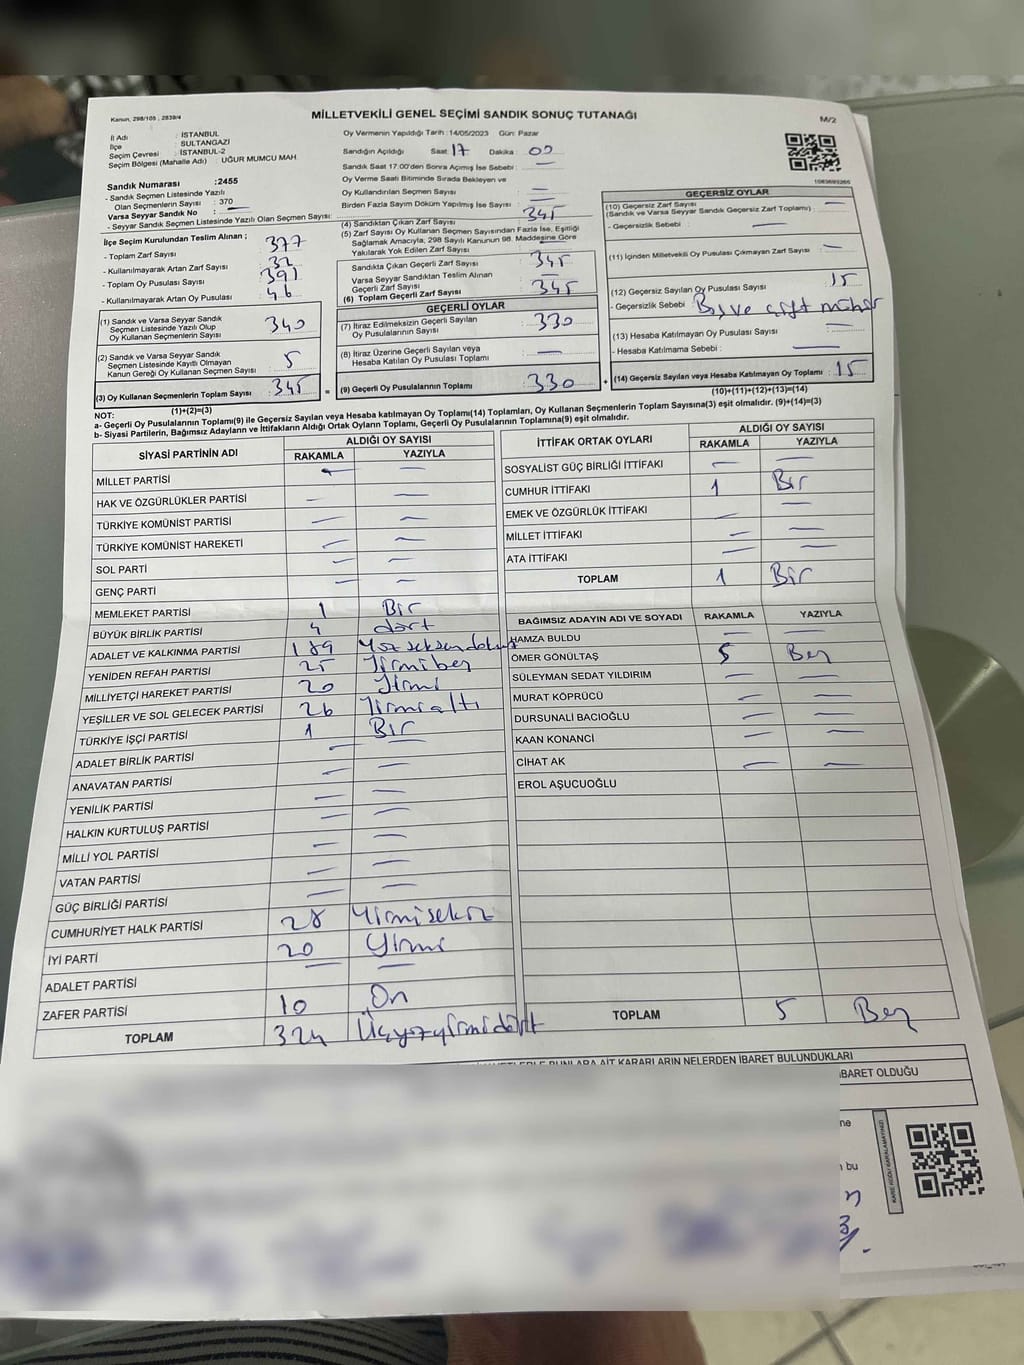 Kanun, 298/105 , 2839/4
MİLLETVEKİLİ GENEL SEÇİMİ SANDIK SONUÇ TUTANAĞI
M/2
İl Adı : İSTANBUL
İlçe : SULTANGAZİ
Seçim Çevresi : İSTANBUL-2
Seçim Bölgesi (Mahalle Adı) : UĞUR MUMCU MAH
Oy Vermenin Yapıldığı Tarih : 14/05/2023 Gün: Pazar
Sandığın Açıldığı Saat 17 Dakika : 00
Sandık Saat 17.00'den Sonra Açımış İse Sebebi : —
Oy Verme Saati Bitiminde Sırada Bekleyen ve
Oy Kullandırılan Seçmen Sayısı : —
Birden Fazla Sayım Döküm Yapılmış İse Sayısı : —
Sandık Numarası : 2455
- Sandık Seçmen Listesinde Yazılı
Olan Seçmenlerin Sayısı : 370
Varsa Seyyar Sandık No : —
- Seyyar Sandık Seçmen Listesinde Yazılı Olan Seçmen Sayısı:
İlçe Seçim Kurulundan Teslim Alınan ;
- Toplam Zarf Sayısı : 377
- Kullanılmayarak Artan Zarf Sayısı : 32
- Toplam Oy Pusulası Sayısı : 391
- Kullanılmayarak Artan Oy Pusulası : 46
(1) Sandık ve Varsa Seyyar Sandık
Seçmen Listesinde Yazılı Olup
Oy Kullanan Seçmenlerin Sayısı : 340
(2) Sandık ve Varsa Seyyar Sandık
Seçmen Listesinde Kayıtlı Olmayan
Kanun Gereği Oy Kullanan Seçmen Sayısı : 5
(3) Oy Kullanan Seçmenlerin Toplam Sayısı : 345
(1)+(2)=(3)
(4) Sandıktan Çıkan Zarf Sayısı : 345
(5) Zarf Sayısı Oy Kullanan Seçmen Sayısından Fazla İse, Eşitliği
Sağlamak Amacıyla, 298 Sayılı Kanunun 98. Maddesine Göre
Yakılarak Yok Edilen Zarf Sayısı : —
Sandıkta Çıkan Geçerli Zarf Sayısı : 345
Varsa Seyyar Sandıktan Teslim Alınan
Geçerli Zarf Sayısı : —
(6) Toplam Geçerli Zarf Sayısı : 345
GEÇERLİ OYLAR
(7) İtiraz Edilmeksizin Geçerli Sayılan
Oy Pusulalarının Sayısı : 330
(8) İtiraz Üzerine Geçerli Sayılan veya
Hesaba Katılan Oy Pusulası Toplamı : —
= (9) Geçerli Oy Pusulalarının Toplamı : 330
1083693265
GEÇERSİZ OYLAR
(10) Geçersiz Zarf Sayısı : —
(Sandık ve Varsa Seyyar Sandık Geçersiz Zarf Toplamı)
- Geçersizlik Sebebi : —
(11) İçinden Milletvekili Oy Pusulası Çıkmayan Zarf Sayısı : —
(12) Geçersiz Sayılan Oy Pusulası Sayısı : 15
- Geçersizlik Sebebi : Boş ve çift mühür
(13) Hesaba Katılmayan Oy Pusulası Sayısı : —
- Hesaba Katılmama Sebebi : —
+ (14) Geçersiz Sayılan veya Hesaba Katılmayan Oy Toplamı : 15
(10)+(11)+(12)+(13)=(14)
NOT:
a- Geçerli Oy Pusulalarının Toplamı(9) ile Geçersiz Sayılan veya Hesaba katılmayan Oy Toplamı(14) Toplamları, Oy Kullanan Seçmenlerin Toplam Sayısına(3) eşit olmalıdır. (9)+(14)=(3)
b- Siyasi Partilerin, Bağımsız Adayların ve İttifakların Aldığı Ortak Oyların Toplamı, Geçerli Oy Pusulalarının Toplamına(9) eşit olmalıdır.
SİYASİ PARTİNİN ADI ALDIĞI OY SAYISI
RAKAMLA YAZIYLA
MİLLET PARTİSİ — —
HAK VE ÖZGÜRLÜKLER PARTİSİ — —
TÜRKİYE KOMÜNİST PARTİSİ — —
TÜRKİYE KOMÜNİST HAREKETİ — —
SOL PARTİ — —
GENÇ PARTİ — —
MEMLEKET PARTİSİ 1 Bir
BÜYÜK BİRLİK PARTİSİ 4 dört
ADALET VE KALKINMA PARTİSİ 189 Yüz seksen dokuz
YENİDEN REFAH PARTİSİ 25 Yirmibeş
MİLLİYETÇİ HAREKET PARTİSİ 20 Yirmi
YEŞİLLER VE SOL GELECEK PARTİSİ 26 Yirmi altı
TÜRKİYE İŞÇİ PARTİSİ 1 Bir
ADALET BİRLİK PARTİSİ — —
ANAVATAN PARTİSİ — —
YENİLİK PARTİSİ — —
HALKIN KURTULUŞ PARTİSİ — —
MİLLİ YOL PARTİSİ — —
VATAN PARTİSİ — —
GÜÇ BİRLİĞİ PARTİSİ — —
CUMHURİYET HALK PARTİSİ 28 Yirmisekiz
İYİ PARTİ 20 Yirmi
ADALET PARTİSİ — —
ZAFER PARTİSİ 10 On
TOPLAM 324 Üçyüzyirmidört
İTTİFAK ORTAK OYLARI ALDIĞI OY SAYISI
RAKAMLA YAZIYLA
SOSYALİST GÜÇ BİRLİĞİ İTTİFAKI — —
CUMHUR İTTİFAKI 1 Bir
EMEK VE ÖZGÜRLÜK İTTİFAKI — —
MİLLET İTTİFAKI — —
ATA İTTİFAKI — —
TOPLAM 1 Bir
BAĞIMSIZ ADAYIN ADI VE SOYADI RAKAMLA YAZIYLA
HAMZA BULDU — —
ÖMER GÖNÜLTAŞ 5 Beş
SÜLEYMAN SEDAT YILDIRIM — —
MURAT KÖPRÜCÜ — —
DURSUNALİ BACIOĞLU — —
KAAN KONANCİ — —
CİHAT AK — —
EROL AŞUCUOĞLU
TOPLAM 5 Beş
BUNLARA AİT KARARLARIN NELERDEN İBARET BULUNDUKLARI
İBARET OLDUĞU
ne
bu
KARE KODU KARALAMAYINIZ